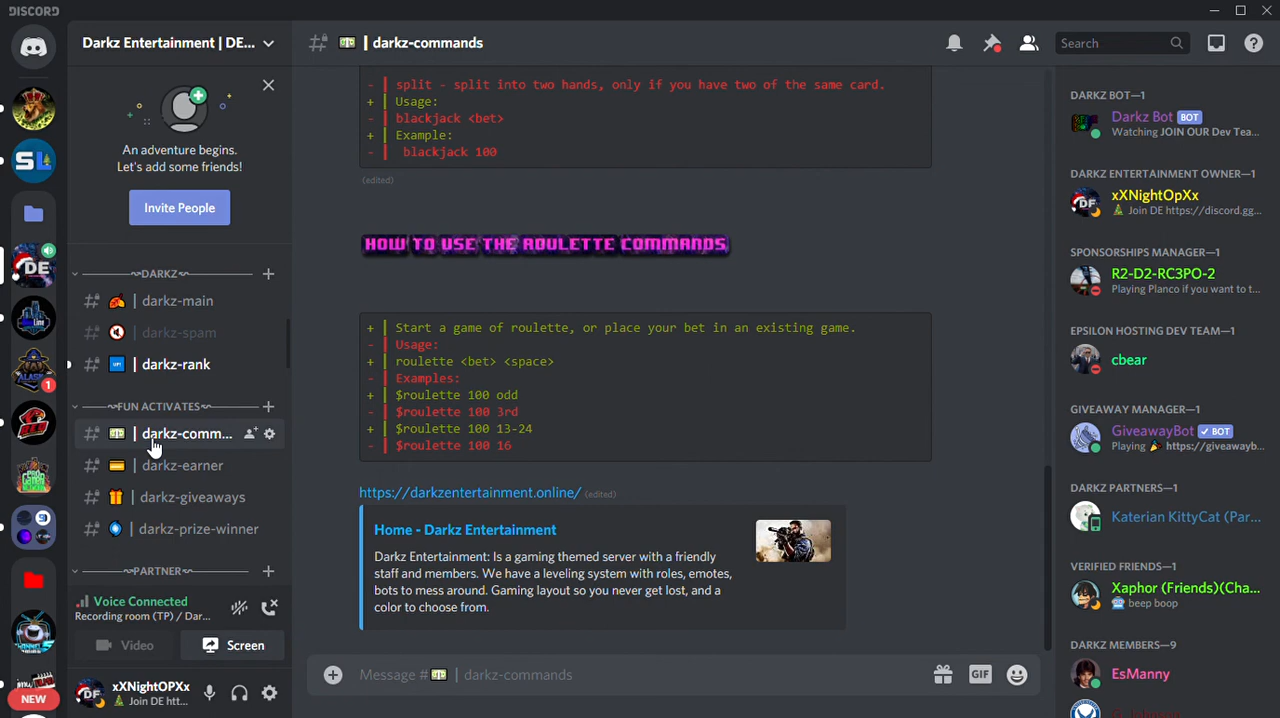 DISCORD
Darkz Entertainment | DE...
| darkz-commands
Search
An adventure begins.
Let's add some friends!
Invite People
DARKZ
| darkz-main
| darkz-spam
| darkz-rank
FUN ACTIVATES
| darkz-comm...
| darkz-earner
| darkz-giveaways
| darkz-prize-winner
PARTNER
Voice Connected
Recording room (TP) / Dar...
Video
Screen
xXNightOPXx
Join DE htt...
NEW
1
- | split - split into two hands, only if you have two of the same card.
+ | Usage:
- | blackjack <bet>
+ | Example:
- | blackjack 100
(edited)
HOW TO USE THE ROULETTE COMMANDS
+ | Start a game of roulette, or place your bet in an existing game.
- | Usage:
+ | roulette <bet> <space>
- | Examples:
+ | $roulette 100 odd
- | $roulette 100 3rd
+ | $roulette 100 13-24
- | $roulette 100 16
https://darkzentertainment.online/ (edited)
Home - Darkz Entertainment
Darkz Entertainment: Is a gaming themed server with a friendly
staff and members. We have a leveling system with roles, emotes,
bots to mess around. Gaming layout so you never get lost, and a
color to choose from.
Message # | darkz-commands
GIF
DARKZ BOT—1
Darkz Bot BOT
Watching JOIN OUR Dev Tea...
DARKZ ENTERTAINMENT OWNER—1
xXNightOpXx
Join DE https://discord.gg...
SPONSORSHIPS MANAGER—1
R2-D2-RC3PO-2
Playing Planco if you want to t...
EPSILON HOSTING DEV TEAM—1
cbear
GIVEAWAY MANAGER—1
GiveawayBot BOT
Playing https://giveawayb...
DARKZ PARTNERS—1
Katerian KittyCat (Par...
VERIFIED FRIENDS—1
Xaphor (Friends)(Cha...
beep boop
DARKZ MEMBERS—9
EsManny